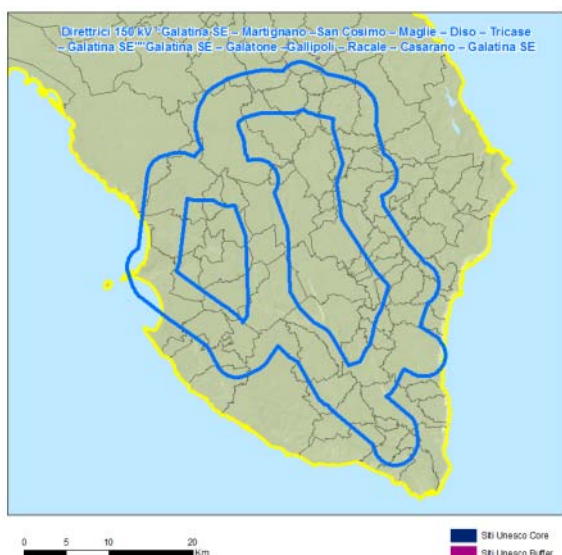 Direttrici 150 kV "Galatina SE – Martignano –San Cosimo – Maglie – Diso – Tricase
– Galatina SE""Galatina SE – Galatone –Gallipoli – Racale – Casarano – Galatina SE
0 5 10 20
Km
Siti Unesco Core
Siti Unesco Buffer